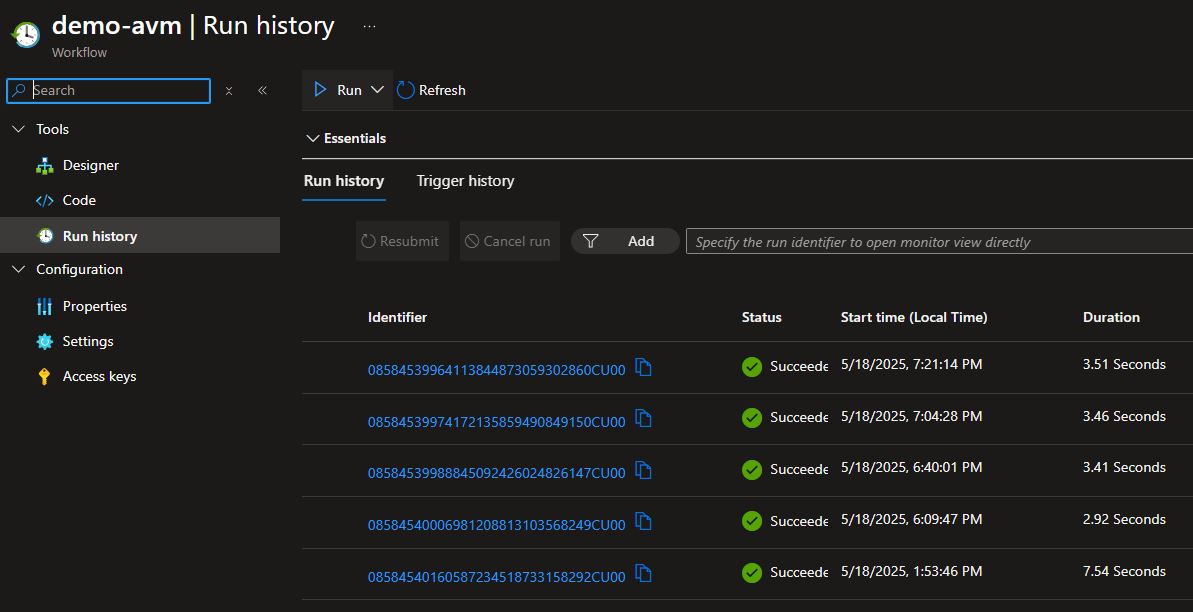 demo-avm | Run history ...
Workflow
Search
Run
Refresh
Tools
Essentials
Designer
Run history
Trigger history
Code
Run history
Resubmit
Cancel run
Add
Specify the run identifier to open monitor view directly
Configuration
Properties
Settings
Access keys
Identifier Status Start time (Local Time) Duration
08584539964113844873059302860CU00 Succeede 5/18/2025, 7:21:14 PM 3.51 Seconds
08584539974172135859490849150CU00 Succeede 5/18/2025, 7:04:28 PM 3.46 Seconds
08584539988845092426024826147CU00 Succeede 5/18/2025, 6:40:01 PM 3.41 Seconds
08584540006981208813103568249CU00 Succeede 5/18/2025, 6:09:47 PM 2.92 Seconds
08584540160587234518733158292CU00 Succeede 5/18/2025, 1:53:46 PM 7.54 Seconds